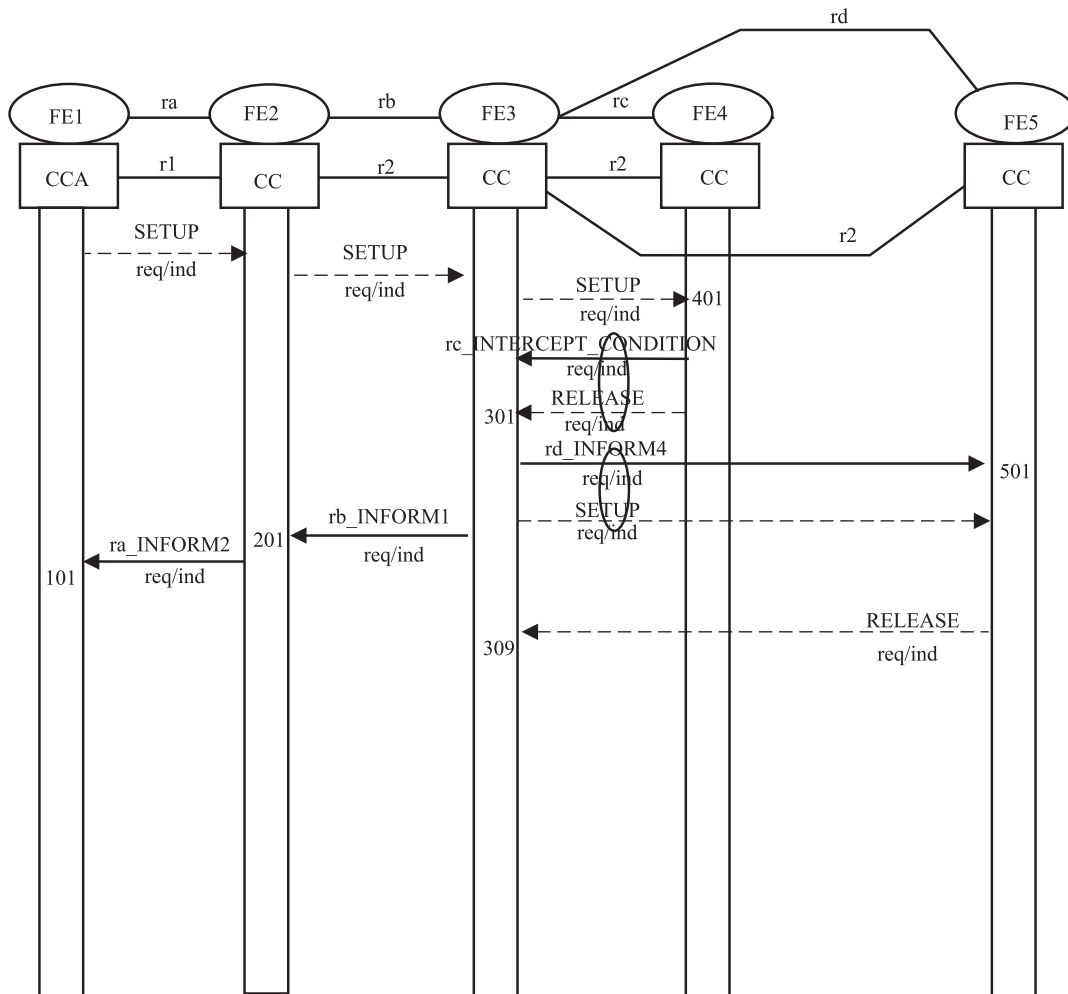 rd
FE1 ra FE2 rb FE3 rc FE4 FE5
CCA r1 CC r2 CC r2 CC CC
r2
SETUP
req/ind
SETUP
req/ind
SETUP
req/ind
401
rc_INTERCEPT_CONDITION
req/ind
RELEASE
req/ind
301
rd_INFORM4
req/ind
501
SETUP
req/ind
rb_INFORM1
req/ind
201
ra_INFORM2
req/ind
101
RELEASE
req/ind
309